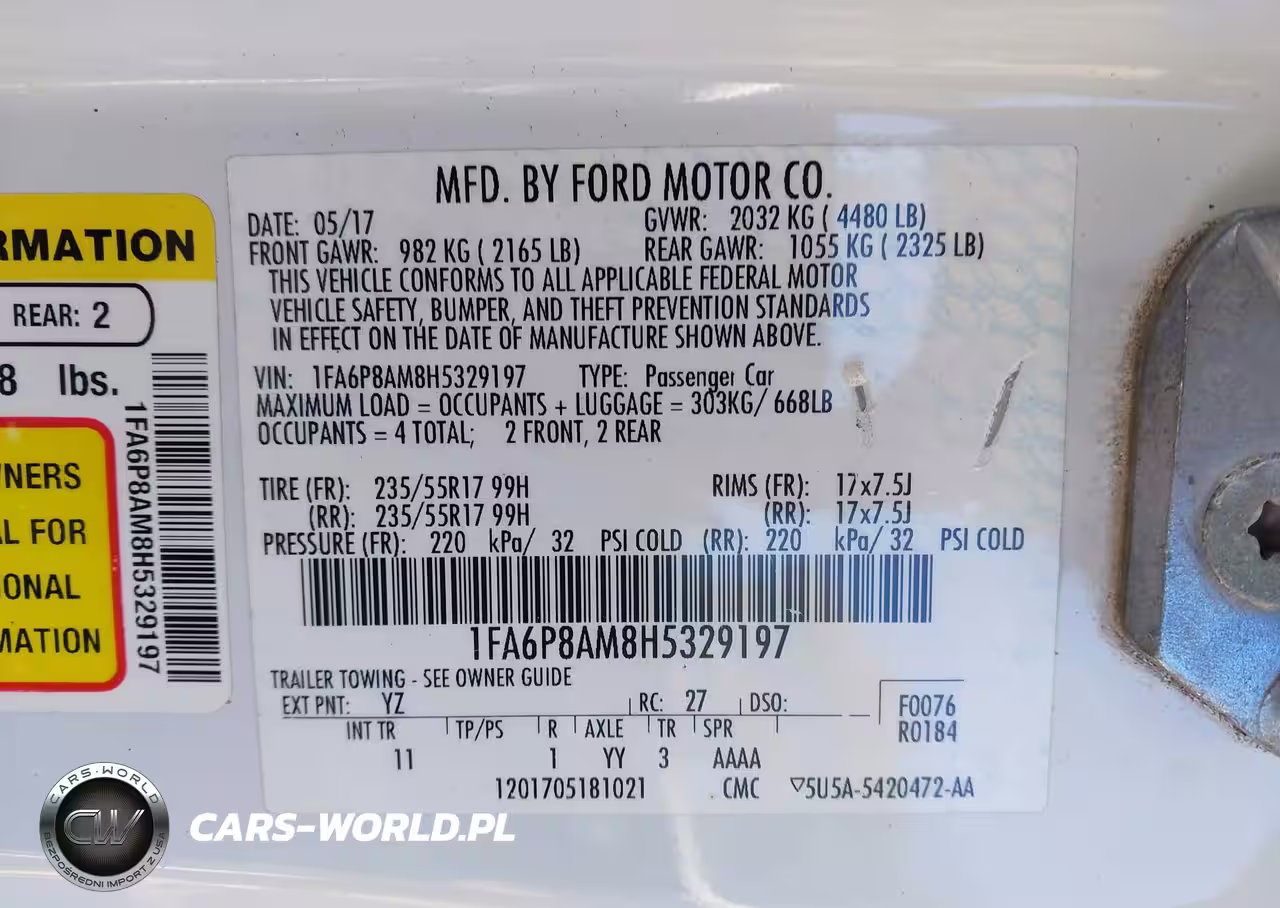 RMATION
REAR: 2
8 lbs.
1FA6P8AM8H5329197
NERS
L FOR
IONAL
MATION
MFD. BY FORD MOTOR CO.
DATE: 05/17 GVWR: 2032 KG ( 4480 LB)
FRONT GAWR: 982 KG ( 2165 LB) REAR GAWR: 1055 KG ( 2325 LB)
THIS VEHICLE CONFORMS TO ALL APPLICABLE FEDERAL MOTOR
VEHICLE SAFETY, BUMPER, AND THEFT PREVENTION STANDARDS
IN EFFECT ON THE DATE OF MANUFACTURE SHOWN ABOVE.
VIN: 1FA6P8AM8H5329197 TYPE: Passenger Car
MAXIMUM LOAD = OCCUPANTS + LUGGAGE = 303KG/ 668LB
OCCUPANTS = 4 TOTAL; 2 FRONT, 2 REAR
TIRE (FR): 235/55R17 99H RIMS (FR): 17x7.5J
(RR): 235/55R17 99H (RR): 17x7.5J
PRESSURE (FR): 220 kPa/ 32 PSI COLD (RR): 220 kPa/ 32 PSI COLD
1FA6P8AM8H5329197
TRAILER TOWING - SEE OWNER GUIDE
EXT PNT: YZ RC: 27 DSO: F0076
INT TR TP/PS R AXLE TR SPR R0184
11 1 YY 3 AAAA
1201705181021 CMC ▽5U5A-5420472-AA
CARS-WORLD
CW
BEZPOŚREDNI IMPORT Z USA
CARS-WORLD.PL